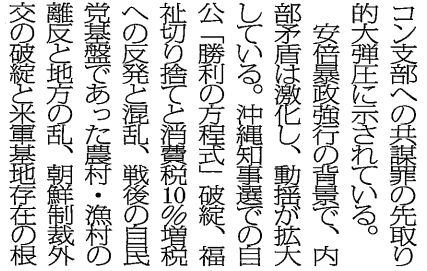 コン支部への共謀罪の先取り
的大弾圧に示されている。
　安倍暴政強行の背景で、内
部矛盾は激化し、動揺が拡大
している。沖縄知事選での自
公「勝利の方程式」破綻、福
祉切り捨てと消費税10％増税
への反発と混乱、戦後の自民
党基盤であった農村・漁村の
離反と地方の乱、朝鮮制裁外
交の破綻と米軍基地存在の根